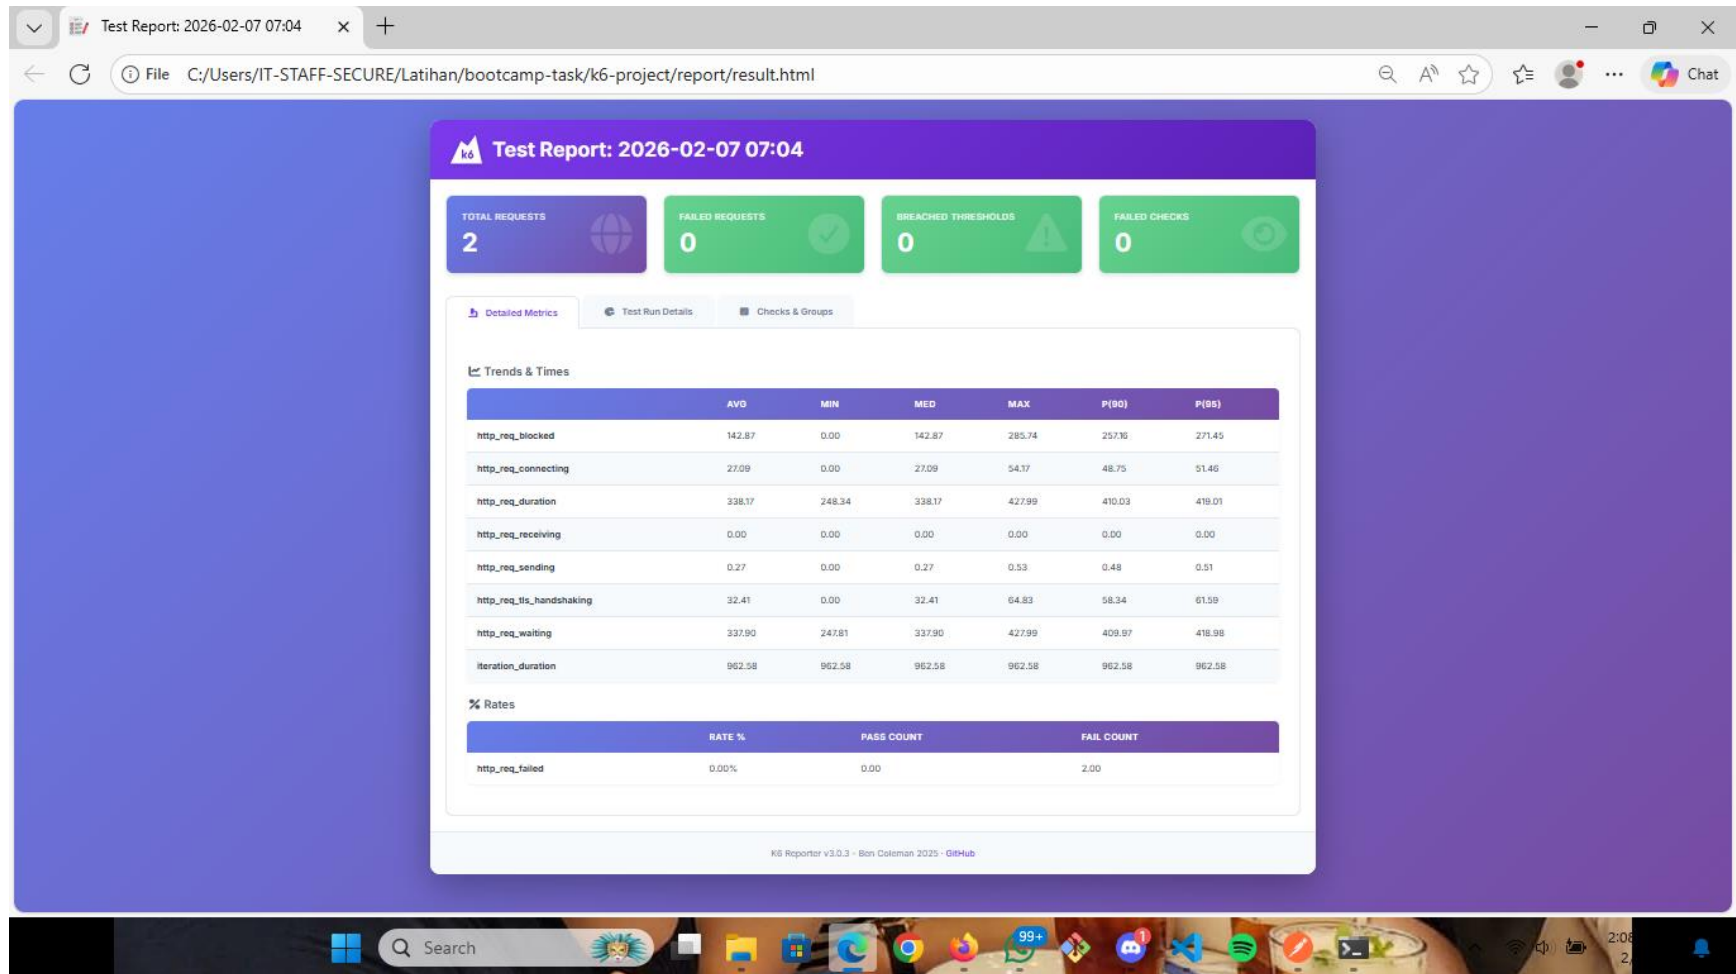 Test Report: 2026-02-07 07:04
File C:/Users/IT-STAFF-SECURE/Latihan/bootcamp-task/k6-project/report/result.html
Chat
k6 Test Report: 2026-02-07 07:04
TOTAL REQUESTS
2
FAILED REQUESTS
0
BREACHED THRESHOLDS
0
FAILED CHECKS
0
Detailed Metrics
Test Run Details
Checks & Groups
Trends & Times
AVG MIN MED MAX P(90) P(95)
http_req_blocked 142.87 0.00 142.87 285.74 257.16 271.45
http_req_connecting 27.09 0.00 27.09 54.17 48.75 51.46
http_req_duration 338.17 248.34 338.17 427.99 410.03 419.01
http_req_receiving 0.00 0.00 0.00 0.00 0.00 0.00
http_req_sending 0.27 0.00 0.27 0.53 0.48 0.51
http_req_tls_handshaking 32.41 0.00 32.41 64.83 58.34 61.59
http_req_waiting 337.90 247.81 337.90 427.99 409.97 418.98
iteration_duration 962.58 962.58 962.58 962.58 962.58 962.58
Rates
RATE % PASS COUNT FAIL COUNT
http_req_failed 0.00% 0.00 2.00
K6 Reporter v3.0.3 - Ben Coleman 2025 - GitHub
Search
99+
1
2:08
2/